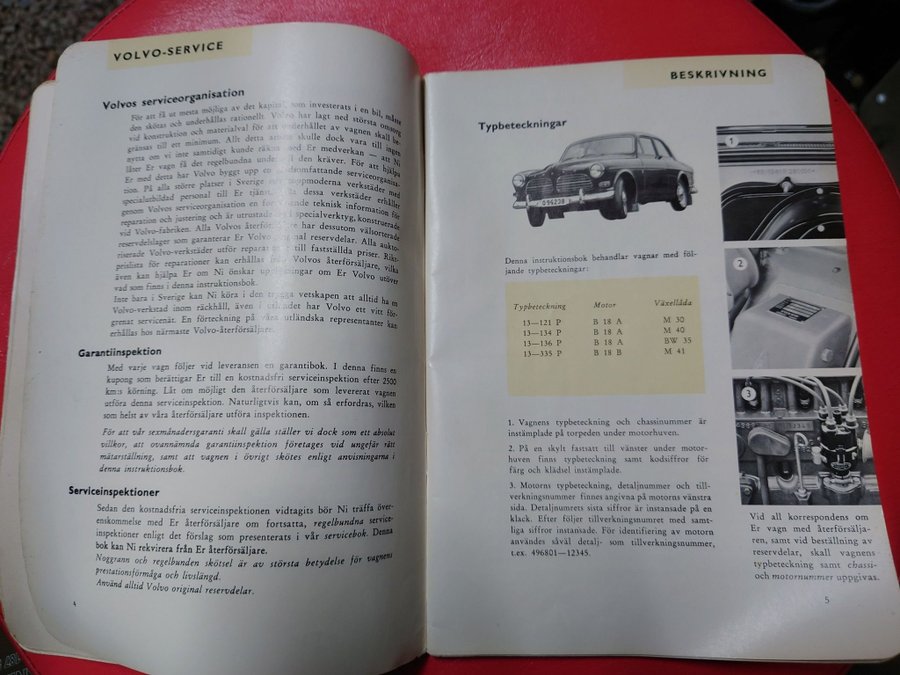 VOLVO-SERVICE
Volvos serviceorganisation
För att få ut mesta möjliga av det kapital, som investerats i en bil, måste
den skötas och underhållas rationellt. Volvo har lagt ned största omsorg
vid konstruktion och materialval för att underhållet av vagnen skall be-
gränsas till ett minimum. Allt detta arbete skulle dock vara till ingen
nytta om vi inte samtidigt kunde räkna med Er medverkan — att Ni
låter Er vagn få det regelbundna underhåll den kräver. För att hjälpa
Er med detta har Volvo byggt upp en landsomfattande serviceorganisa-
tion. På alla större platser i Sverige uppmoderna verkstäder med
specialutbildad personal till Er tjänst. Alla dessa verkstäder erhåller
genom Volvos serviceorganisation en fortlöpande teknisk information för
reparation och justering och är utrustade specialverktyg, konstruerade
vid Volvo-fabriken. Alla Volvos återförsäljare har dessutom välsorterade
reservdelslager som garanterar Er Volvo original reservdelar. Alla aukto-
riserade Volvo-verkstäder utför reparationer till fastställda priser. Riks-
prislista för reparationer kan erhållas från Volvos återförsäljare, vilka
även kan hjälpa Er om Ni önskar upplysningar om Er Volvo utöver
vad som finns i denna instruktionsbok.
Inte bara i Sverige kan Ni köra i den trygga vetskapen att alltid ha en
Volvo-verkstad inom räckhåll, även i utlandet har Volvo ett vitt för-
grenat servicenät. En förteckning på våra utländska representanter kan
erhållas hos närmaste Volvo-återförsäljare.
Garantiinspektion
Med varje vagn följer vid leveransen en garantibok. I denna finns en
kupong som berättigar Er till en kostnadsfri serviceinspektion efter 2500
km:s körning. Låt om möjligt den återförsäljare som levererat vagnen
utföra denna serviceinspektion. Naturligtvis kan, om så erfordras, vilken
som helst av våra återförsäljare utföra inspektionen.
För att vår sexmånadersgaranti skall gälla ställer vi dock som ett absolut
villkor, att ovannämnda garantiinspektion företages vid ungefär rätt
mätarställning, samt att vagnen i övrigt skötes enligt anvisningarna i
denna instruktionsbok.
Serviceinspektioner
Sedan den kostnadsfria serviceinspektionen vidtagits bör Ni träffa över-
enskommelse med Er återförsäljare om fortsatta, regelbundna service-
inspektioner enligt det förslag som presenterats i vår servicebok. Denna
bok kan Ni rekvirera från Er återförsäljare.
Noggrann och regelbunden skötsel är av största betydelse för vagnens
prestationsförmåga och livslängd.
Använd alltid Volvo original reservdelar.
4
BESKRIVNING
Typbeteckningar
O96238
Denna instruktionsbok behandlar vagnar med föl-
jande typbeteckningar:
Typbeteckning Motor Växellåda
13—121 P B 18 A M 30
13—134 P B 18 A M 40
13—136 P B 18 A BW 35
13—335 P B 18 B M 41
1. Vagnens typbeteckning och chassinummer är
instämplade på torpeden under motorhuven.
2. På en skylt fastsatt till vänster under motor-
huven finns typbeteckning samt kodsiffror för
färg och klädsel instämplade.
3. Motorns typbeteckning, detaljnummer och till-
verkningsnummer finnes angivna på motorns vänstra
sida. Detaljnumrets sista siffror är instansade på en
klack. Efter följer tillverkningsnumret med samt-
liga siffror instansade. För identifiering av motorn
användes såväl detalj- som tillverkningsnummer,
t.ex. 496801—12345.
1
2
3
Vid all korrespondens om
Er vagn med återförsälja-
ren, samt vid beställning av
reservdelar, skall vagnens
typbeteckning samt chassi-
och motornummer uppgivas.
5